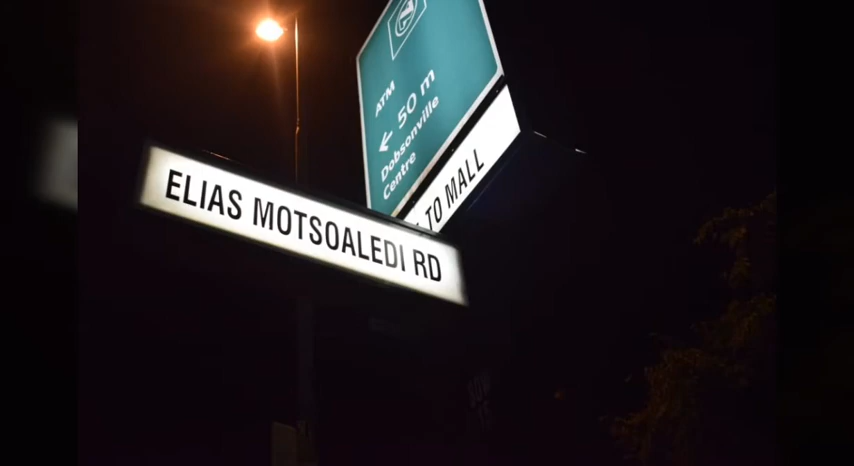 ATM
← 50 m
Dobsonville
Centre
TO MALL
ELIAS MOTSOALEDI RD